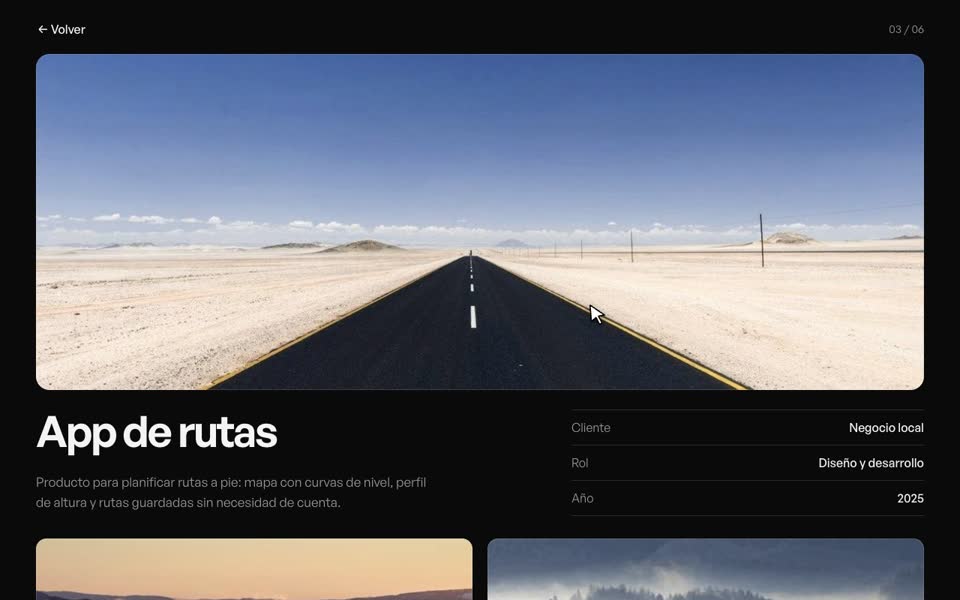 ← Volver
03 / 06
App de rutas
Producto para planificar rutas a pie: mapa con curvas de nivel, perfil
de altura y rutas guardadas sin necesidad de cuenta.
Cliente
Negocio local
Rol
Diseño y desarrollo
Año
2025